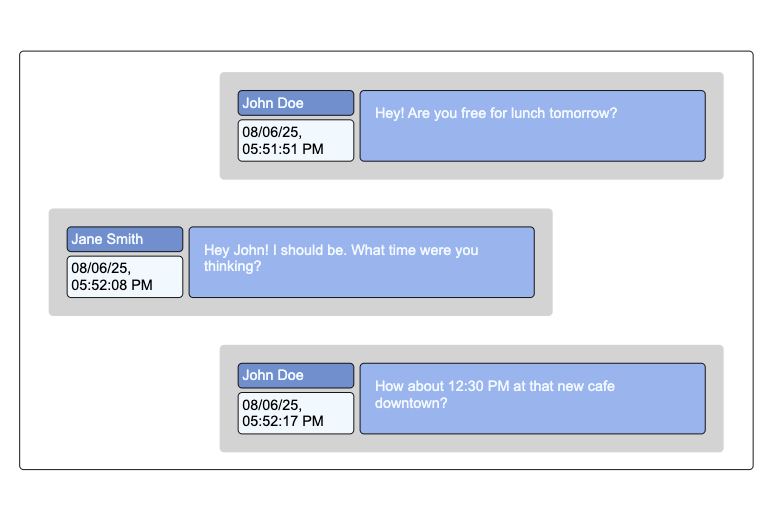 John Doe
Hey! Are you free for lunch tomorrow?
08/06/25,
05:51:51 PM
Jane Smith
Hey John! I should be. What time were you
thinking?
08/06/25,
05:52:08 PM
John Doe
How about 12:30 PM at that new cafe
downtown?
08/06/25,
05:52:17 PM